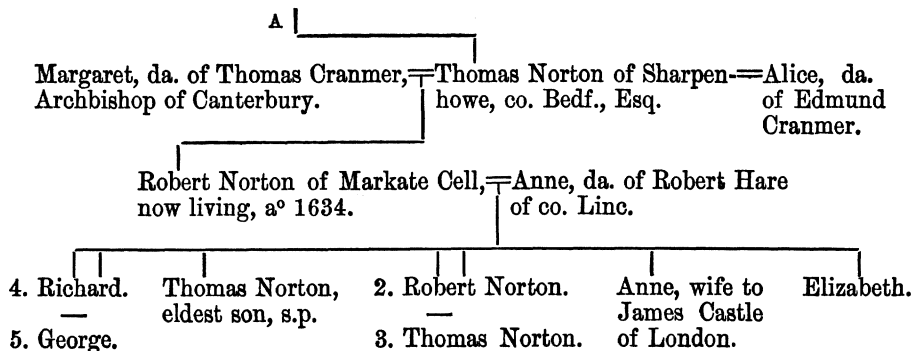 A
Margaret, da. of Thomas Cranmer,
Archbishop of Canterbury.
Thomas Norton of Sharpen-
howe, co. Bedf., Esq.
Alice, da.
of Edmund
Cranmer.
Robert Norton of Markate Cell,
now living, aº 1634.
Anne, da. of Robert Hare
of co. Linc.
4. Richard.
—
5. George.
Thomas Norton,
eldest son, s.p.
2. Robert Norton.
—
3. Thomas Norton.
Anne, wife to
James Castle
of London.
Elizabeth.